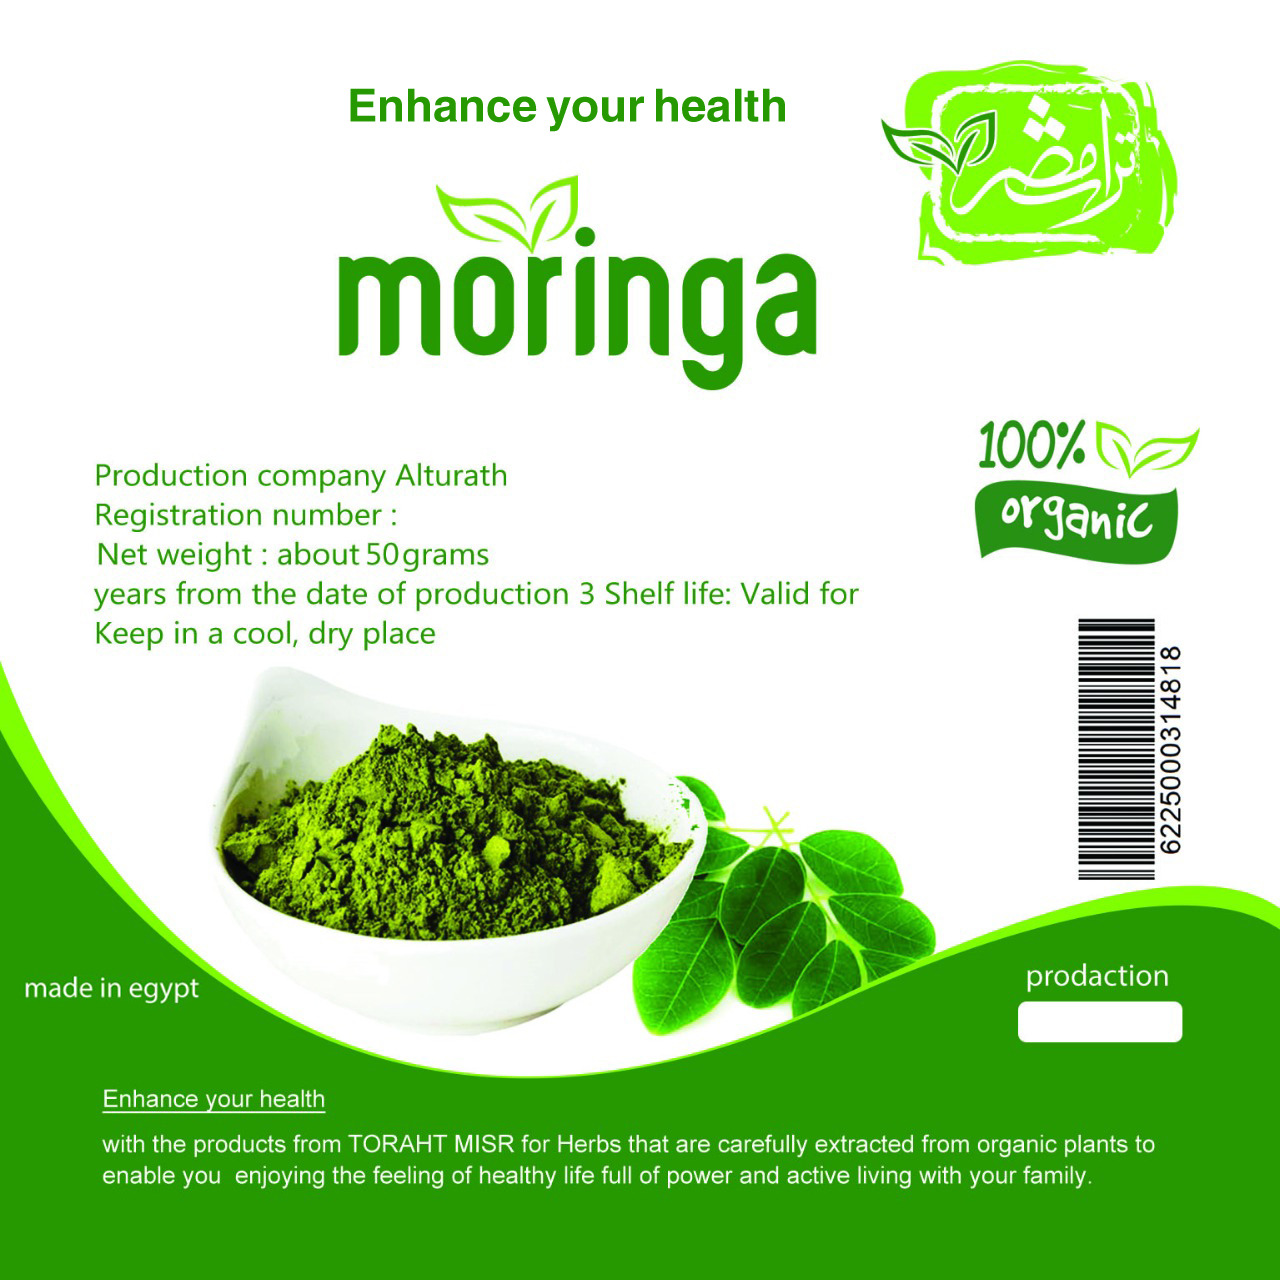 Enhance your health
تراث مصر
moringa
100%
organic
Production company Alturath
Registration number :
Net weight : about 50grams
years from the date of production 3 Shelf life: Valid for
Keep in a cool, dry place
6225000314818
made in egypt
prodaction
Enhance your health
with the products from TORAHT MISR for Herbs that are carefully extracted from organic plants to
enable you enjoying the feeling of healthy life full of power and active living with your family.